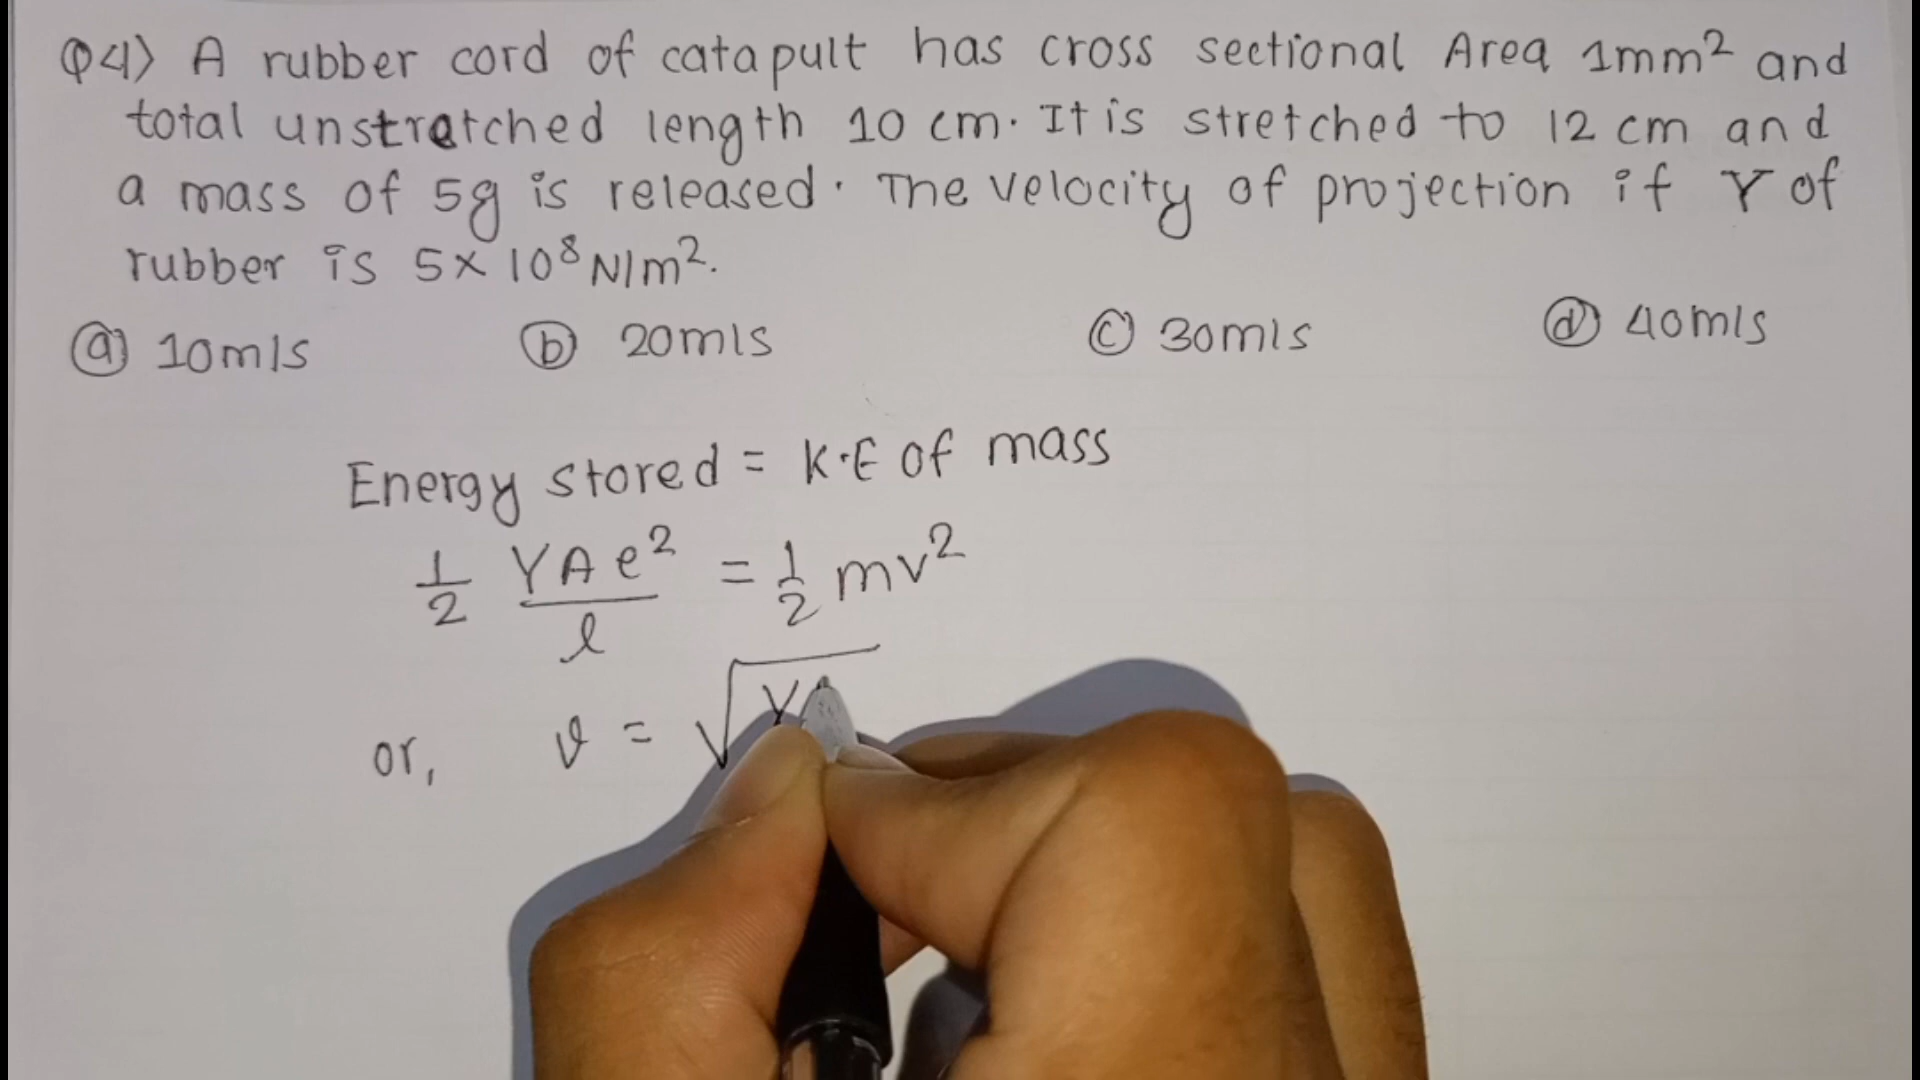 Q4) A rubber cord of catapult has cross sectional Area 1mm² and
total unstretched length 10 cm. It is stretched to 12 cm and
a mass of 5g is released. The velocity of projection if Y of
rubber is 5×10⁸ N/m².
ⓐ 10m/s ⓑ 20m/s ⓒ 30m/s ⓓ 40m/s
Energy stored = K.E of mass
1/2 YAe²/l = 1/2 mv²
or, v = √YA